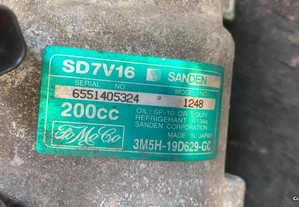 SD7V16 SANDEN
SERIAL NO MODEL NO
6551405324 1248
200cc OIL: SP-10 OR EQUIV
REFRIGERANT R134a
SANDEN CORPORATION
FoMoCo MADE IN JAPAN
3M5H-19D629-GC